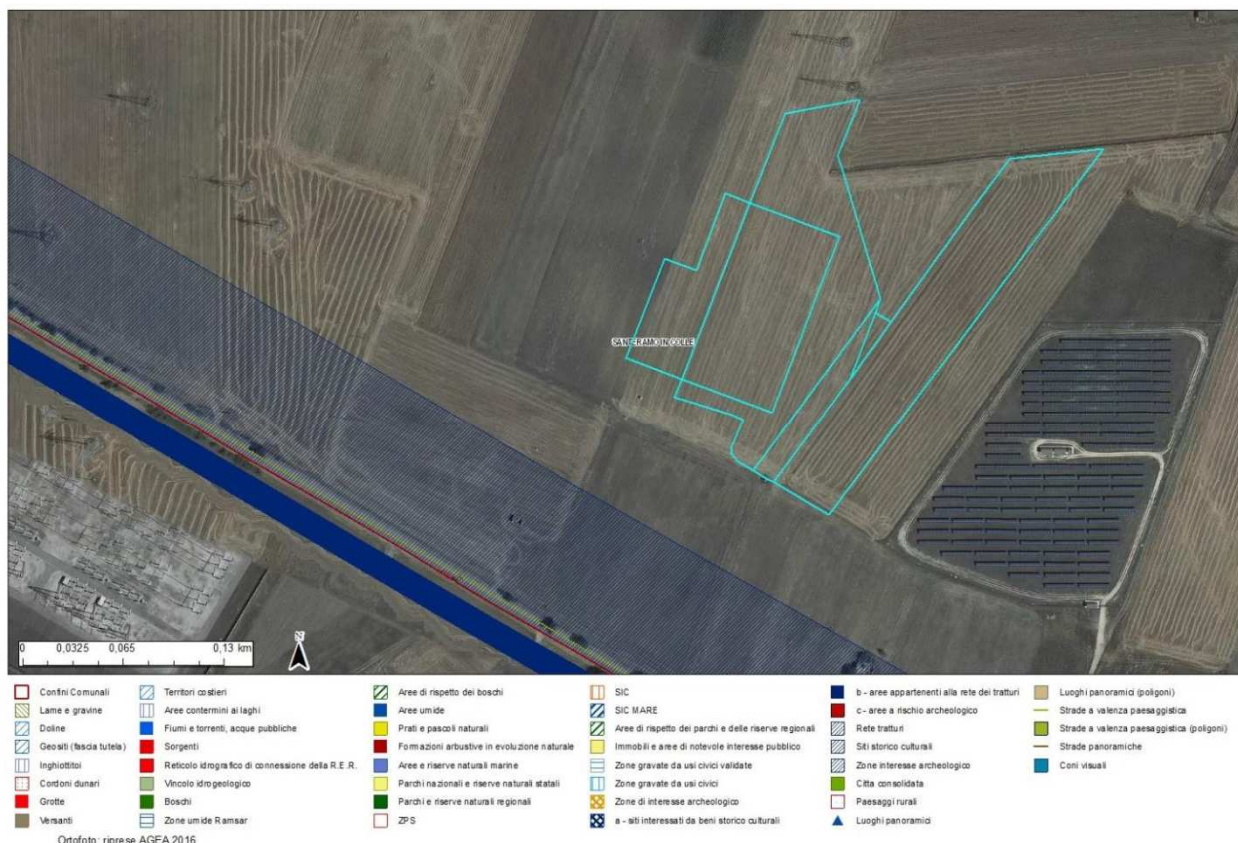 SANTERAMO IN COLLE
0 0,0325 0,065 0,13 km
N
Confini Comunali
Lame e gravine
Doline
Geositi (fascia tutela)
Inghiottitoi
Cordoni dunari
Grotte
Versanti
Territori costieri
Aree contermini ai laghi
Fiumi e torrenti, acque pubbliche
Sorgenti
Reticolo idrografico di connessione della R.E.R.
Vincolo idrogeologico
Boschi
Zone umide Ramsar
Aree di rispetto dei boschi
Aree umide
Prati e pascoli naturali
Formazioni arbustive in evoluzione naturale
Aree e riserve naturali marine
Parchi nazionali e riserve naturali statali
Parchi e riserve naturali regionali
ZPS
SIC
SIC MARE
Aree di rispetto dei parchi e delle riserve regionali
Immobili e aree di notevole interesse pubblico
Zone gravate da usi civici validate
Zone gravate da usi civici
Zone di interesse archeologico
a - siti interessati da beni storico culturali
b - aree appartenenti alla rete dei tratturi
c - aree a rischio archeologico
Rete tratturi
Siti storico culturali
Zone interesse archeologico
Citta consolidata
Paesaggi rurali
Luoghi panoramici
Luoghi panoramici (poligoni)
Strade a valenza paesaggistica
Strade a valenza paesaggistica (poligoni)
Strade panoramiche
Coni visuali
Ortofoto: riprese AGEA 2016